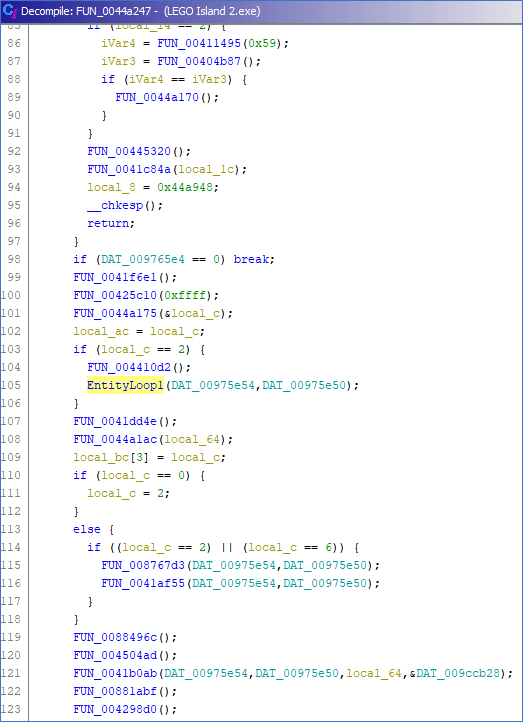 Decompile: FUN_0044a247 - (LEGO Island 2.exe)
85 if (local_14 == 2) {
86 iVar4 = FUN_00411495(0x59);
87 iVar3 = FUN_00404b87();
88 if (iVar4 == iVar3) {
89 FUN_0044a170();
90 }
91 }
92 FUN_00445320();
93 FUN_0041c84a(local_1c);
94 local_8 = 0x44a948;
95 __chkesp();
96 return;
97 }
98 if (DAT_009765e4 == 0) break;
99 FUN_0041f6e1();
100 FUN_00425c10(0xffff);
101 FUN_0044a175(&local_c);
102 local_ac = local_c;
103 if (local_c == 2) {
104 FUN_004410d2();
105 EntityLoop1(DAT_00975e54,DAT_00975e50);
106 }
107 FUN_0041dd4e();
108 FUN_0044a1ac(local_64);
109 local_bc[3] = local_c;
110 if (local_c == 0) {
111 local_c = 2;
112 }
113 else {
114 if ((local_c == 2) || (local_c == 6)) {
115 FUN_008767d3(DAT_00975e54,DAT_00975e50);
116 FUN_0041af55(DAT_00975e54,DAT_00975e50);
117 }
118 }
119 FUN_0088496c();
120 FUN_004504ad();
121 FUN_0041b0ab(DAT_00975e54,DAT_00975e50,local_64,&DAT_009ccb28);
122 FUN_00881abf();
123 FUN_004298d0();